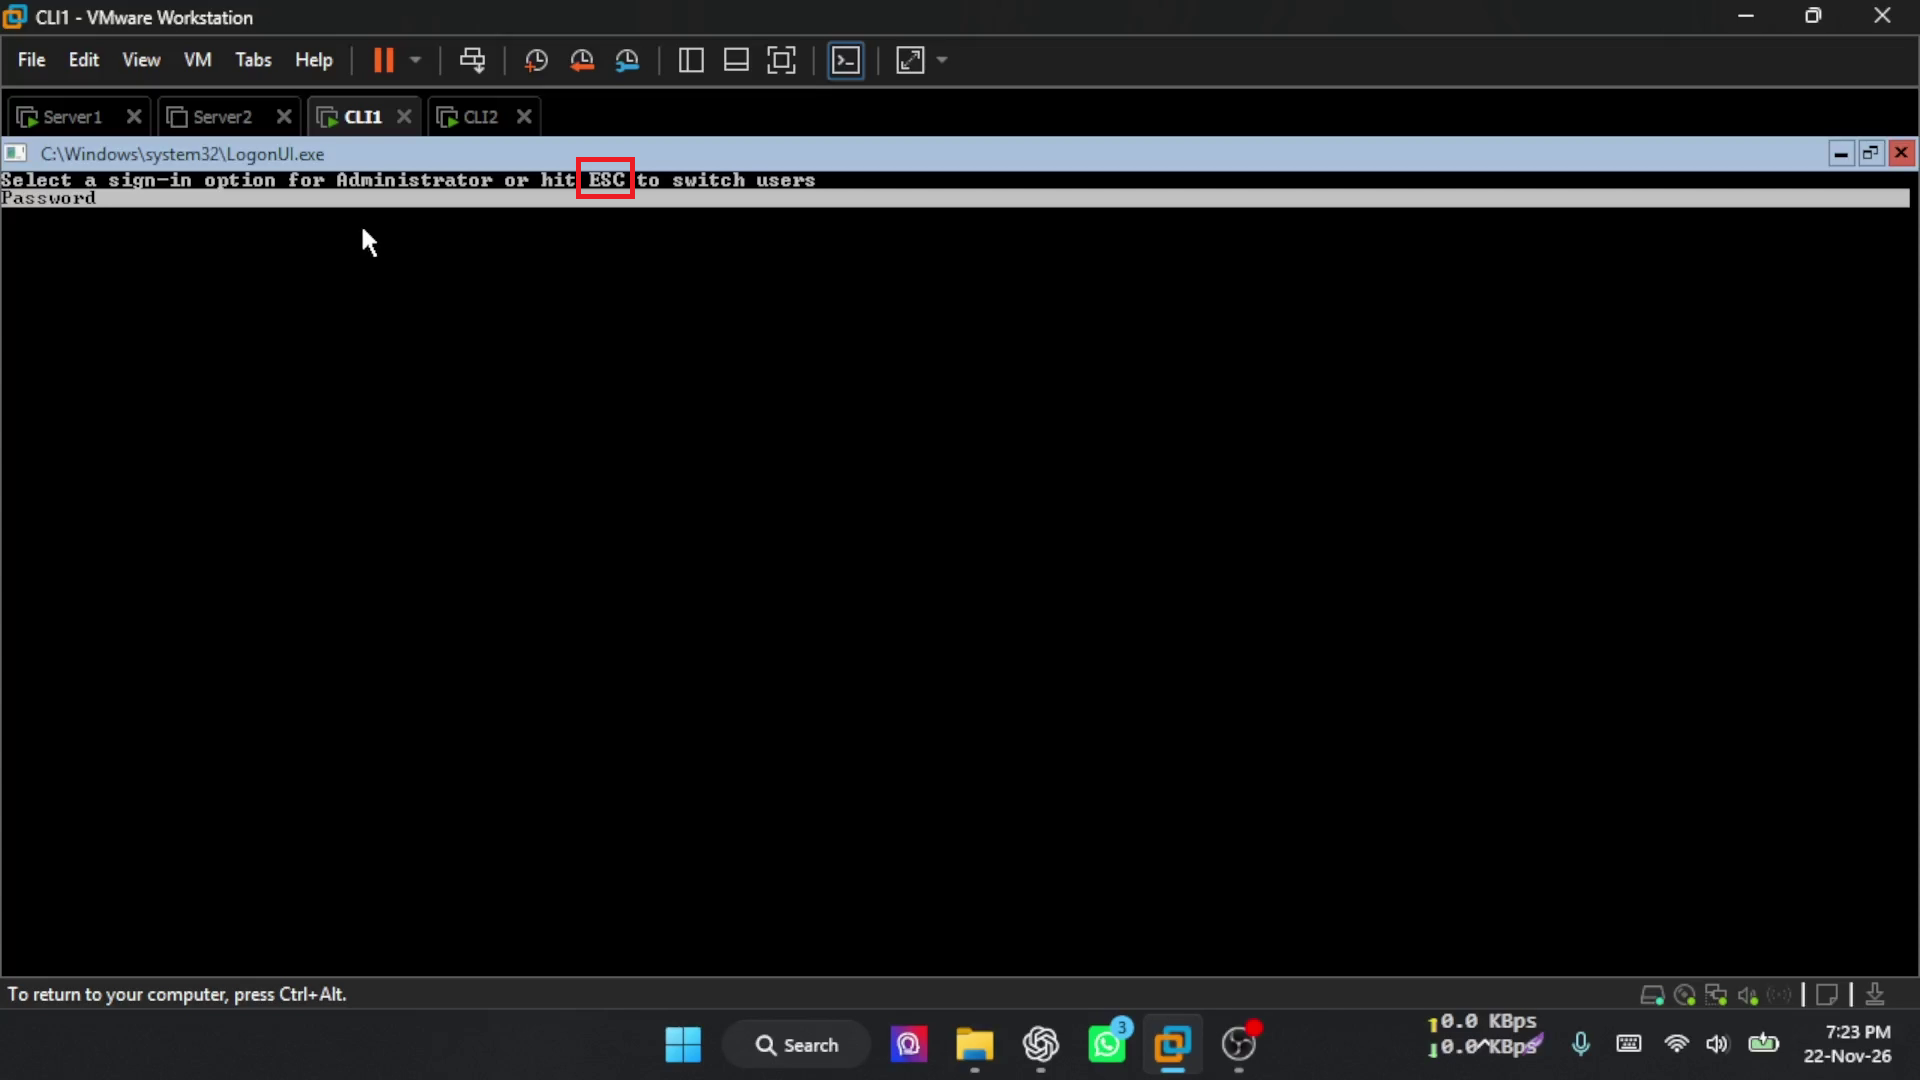 CLI1 - VMware Workstation
File Edit View VM Tabs Help
Server1 Server2 CLI1 CLI2
C:\Windows\system32\LogonUI.exe
Select a sign-in option for Administrator or hit ESC to switch users
Password
To return to your computer, press Ctrl+Alt.
Search
3
0.0 KBps
0.0 KBps
7:23 PM
22-Nov-26